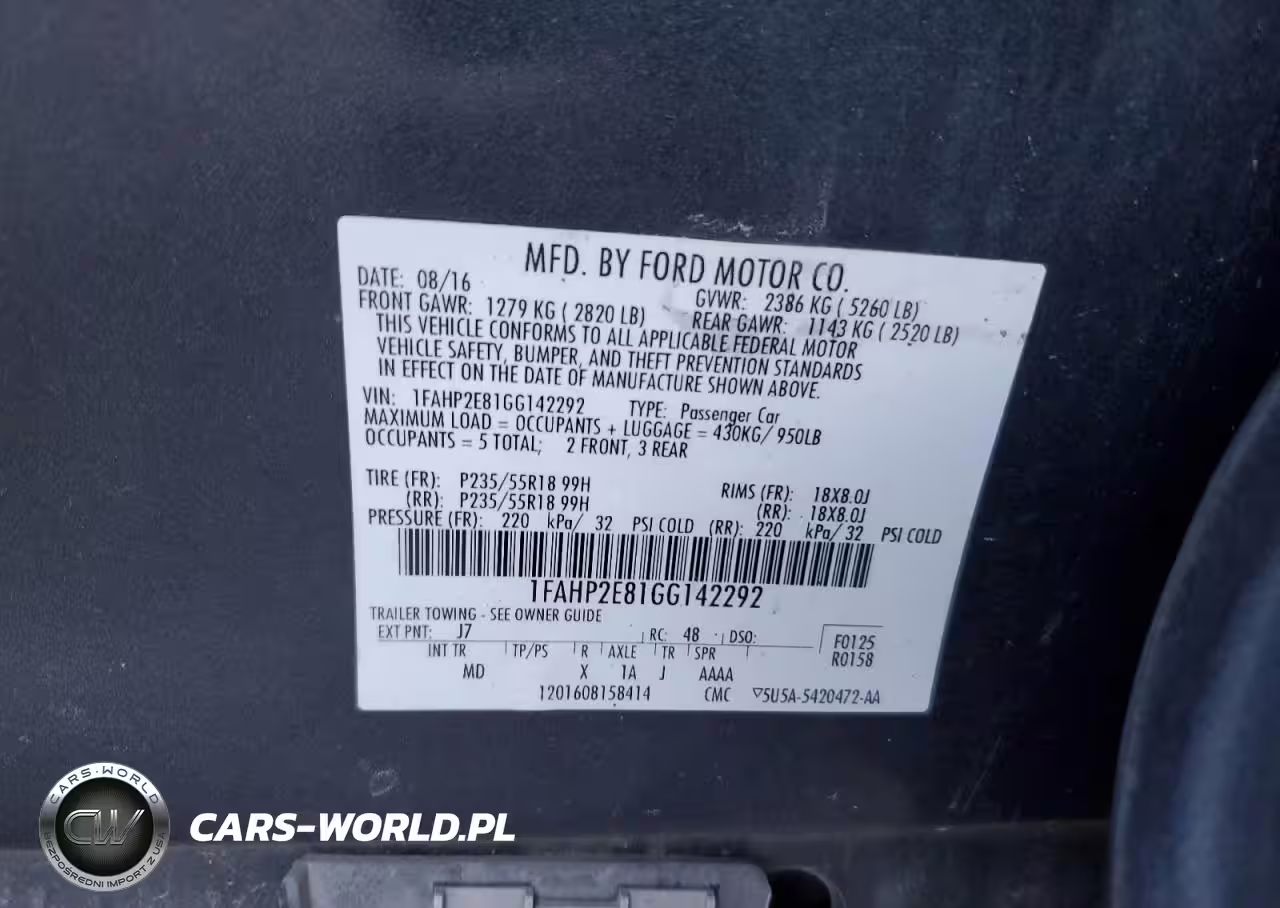 MFD. BY FORD MOTOR CO.
DATE: 08/16 GVWR: 2386 KG ( 5260 LB)
FRONT GAWR: 1279 KG ( 2820 LB) REAR GAWR: 1143 KG ( 2520 LB)
THIS VEHICLE CONFORMS TO ALL APPLICABLE FEDERAL MOTOR
VEHICLE SAFETY, BUMPER, AND THEFT PREVENTION STANDARDS
IN EFFECT ON THE DATE OF MANUFACTURE SHOWN ABOVE.
VIN: 1FAHP2E81GG142292 TYPE: Passenger Car
MAXIMUM LOAD = OCCUPANTS + LUGGAGE = 430KG/ 950LB
OCCUPANTS = 5 TOTAL; 2 FRONT, 3 REAR
TIRE (FR): P235/55R18 99H RIMS (FR): 18X8.0J
(RR): P235/55R18 99H (RR): 18X8.0J
PRESSURE (FR): 220 kPa/ 32 PSI COLD (RR): 220 kPa/ 32 PSI COLD
1FAHP2E81GG142292
TRAILER TOWING - SEE OWNER GUIDE
EXT PNT: J7 RC: 48 DSO: F0125
INT TR TP/PS R AXLE TR SPR R0158
MD X 1A J AAAA
1201608158414 CMC ▽5U5A-5420472-AA
CARS-WORLD
CW
BEZPOŚREDNI IMPORT Z USA
CARS-WORLD.PL